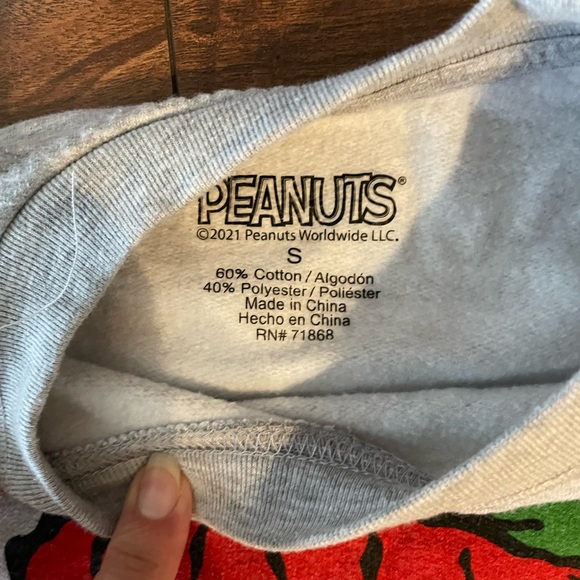 PEANUTS®
©2021 Peanuts Worldwide LLC.
S
60% Cotton / Algodón
40% Polyester / Poliéster
Made in China
Hecho en China
RN# 71868